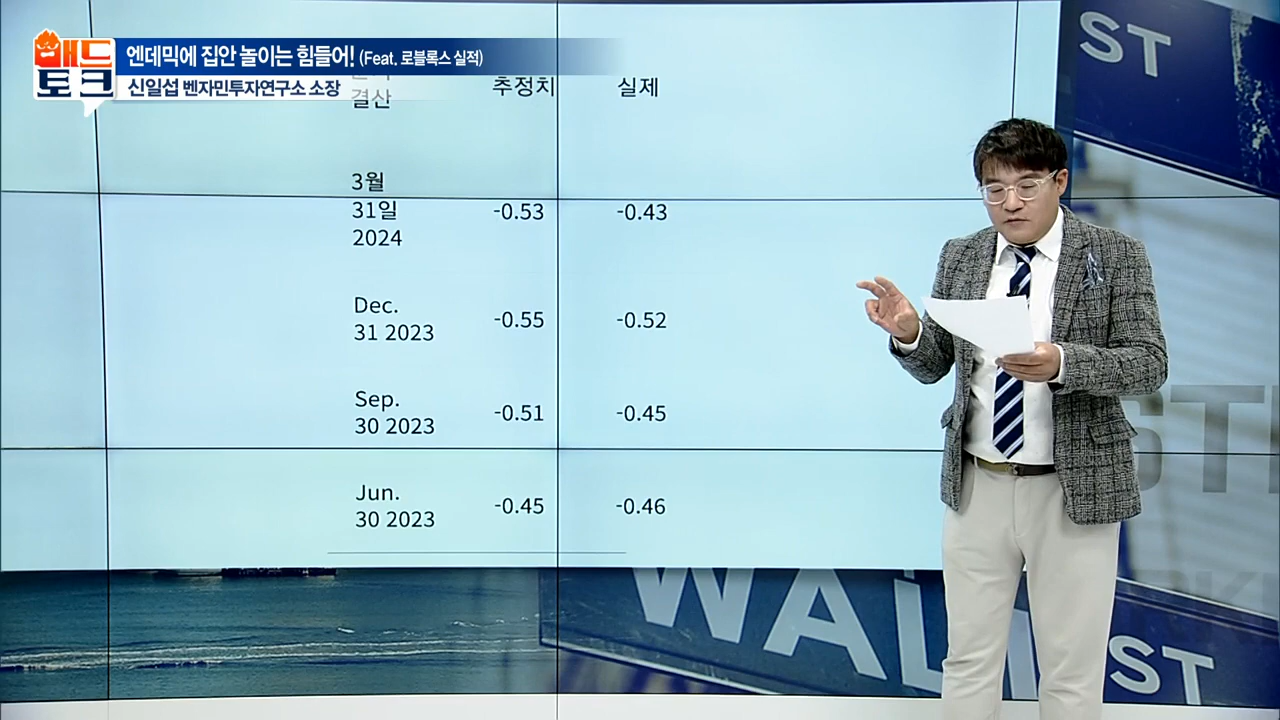 매드
토크
엔데믹에 집안 놀이는 힘들어! (Feat. 로블록스 실적)
신일섭 벤자민투자연구소 소장
결산 추정치 실제
3월
31일 -0.53 -0.43
2024
Dec.
31 2023 -0.55 -0.52
Sep.
30 2023 -0.51 -0.45
Jun.
30 2023 -0.45 -0.46
ST
WALL
ST